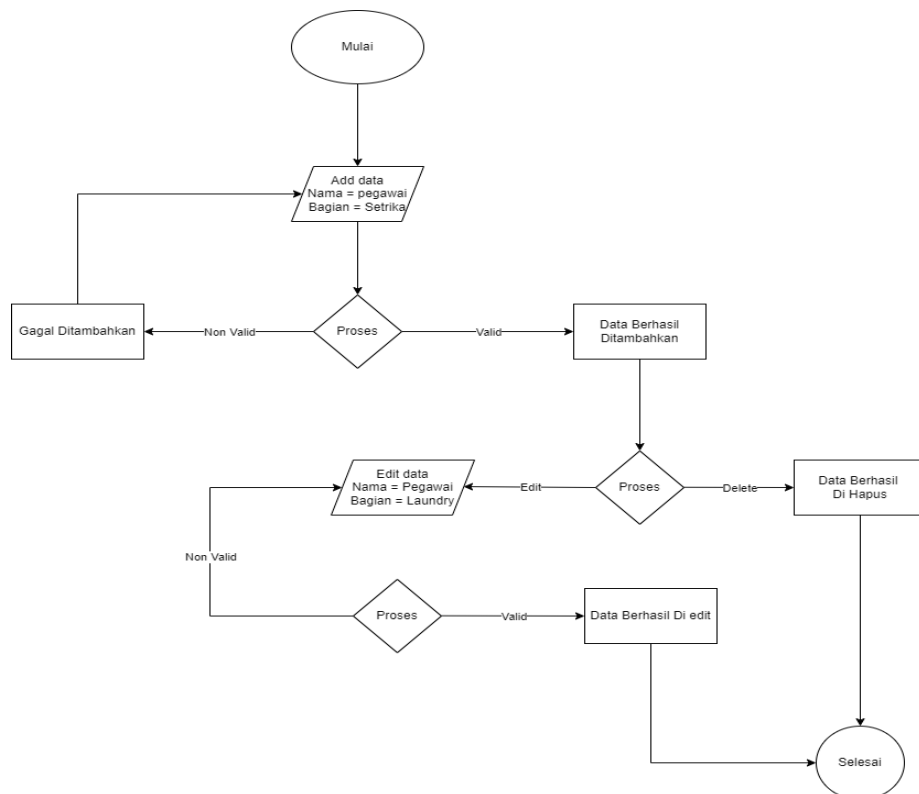 Mulai
Add data
Nama = pegawai
Bagian = Setrika
Gagal Ditambahkan
Non Valid
Proses
Valid
Data Berhasil
Ditambahkan
Edit data
Nama = Pegawai
Bagian = Laundry
Edit
Proses
Delete
Data Berhasil
Di Hapus
Non Valid
Proses
Valid
Data Berhasil Di edit
Selesai